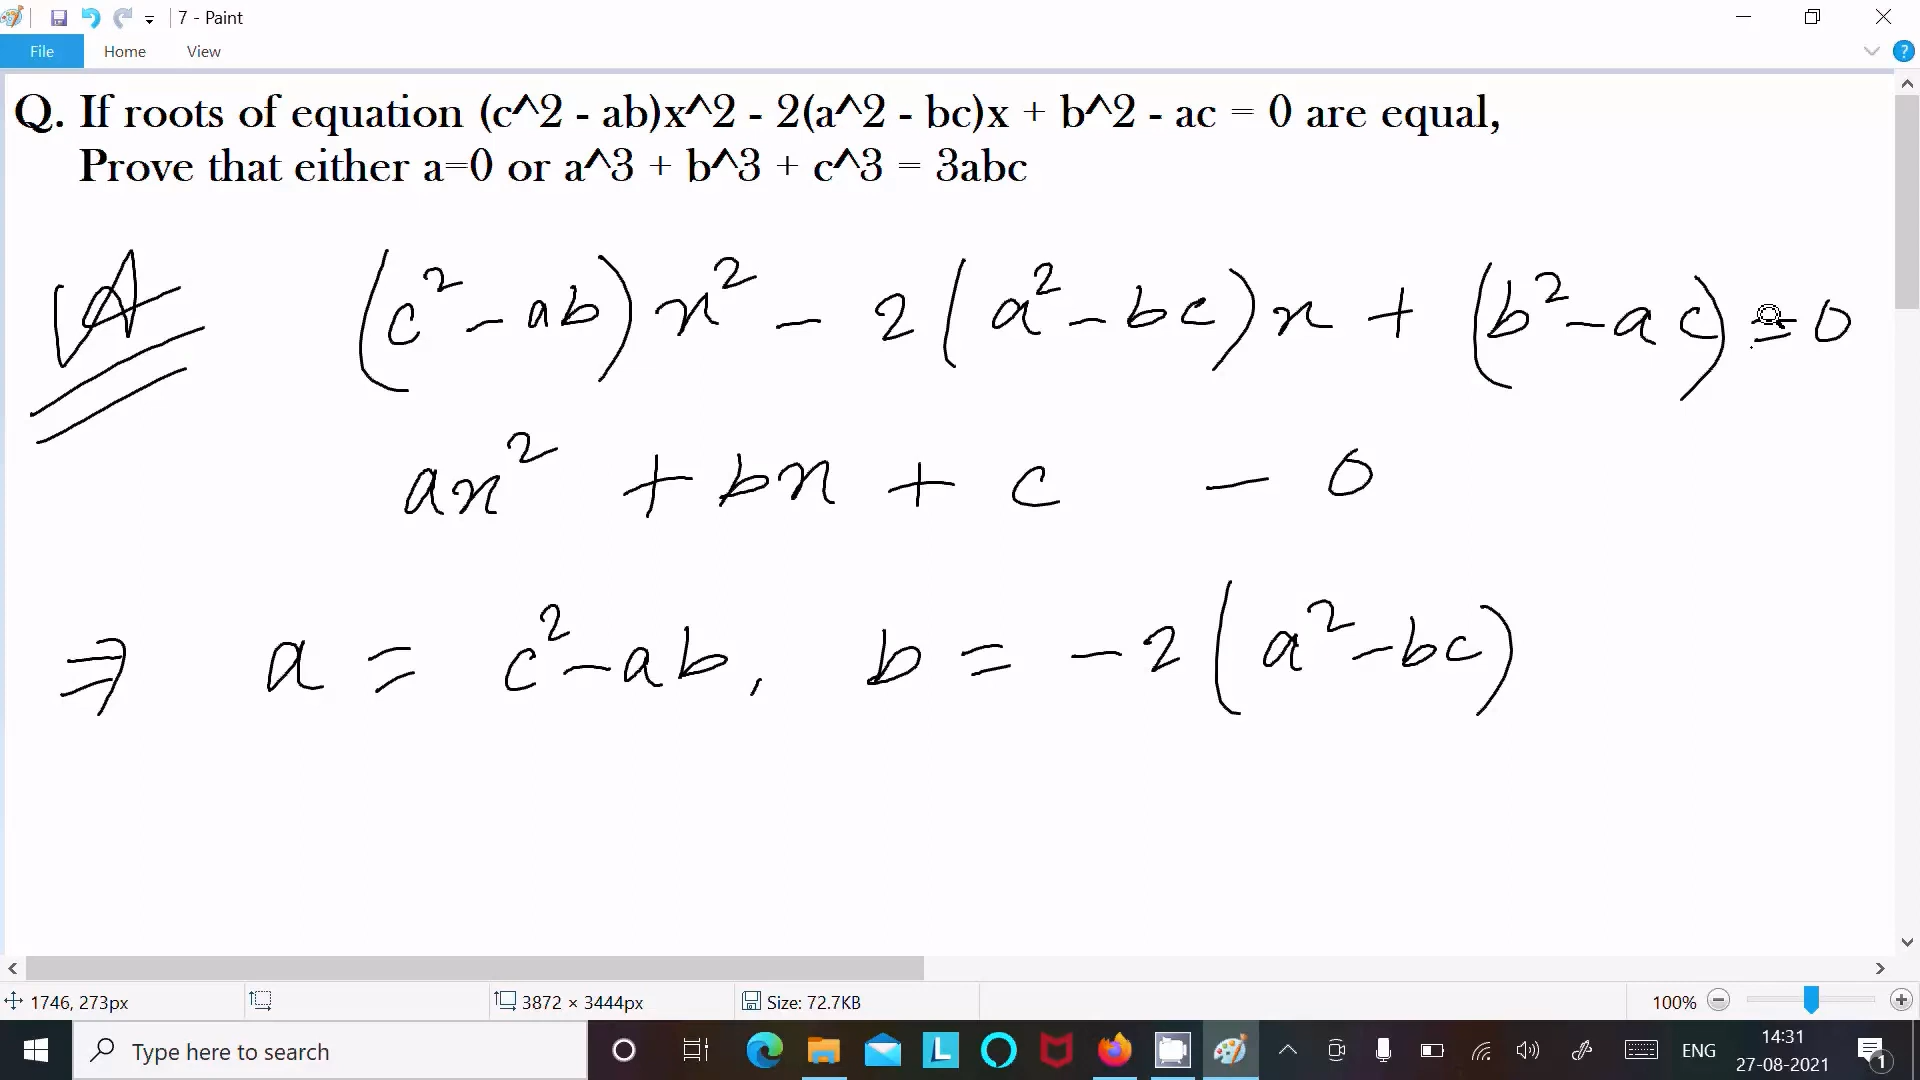 7 - Paint
File Home View
Q. If roots of equation (c^2 - ab)x^2 - 2(a^2 - bc)x + b^2 - ac = 0 are equal,
Prove that either a=0 or a^3 + b^3 + c^3 = 3abc
A (c² - ab)x² - 2(a² - bc)x + (b² - ac) = 0
ax² + bx + c - 0
⇒ a = c² - ab, b = -2(a² - bc)
1746, 273px 3872 × 3444px Size: 72.7KB 100%
Type here to search L ENG 14:31
27-08-2021 1